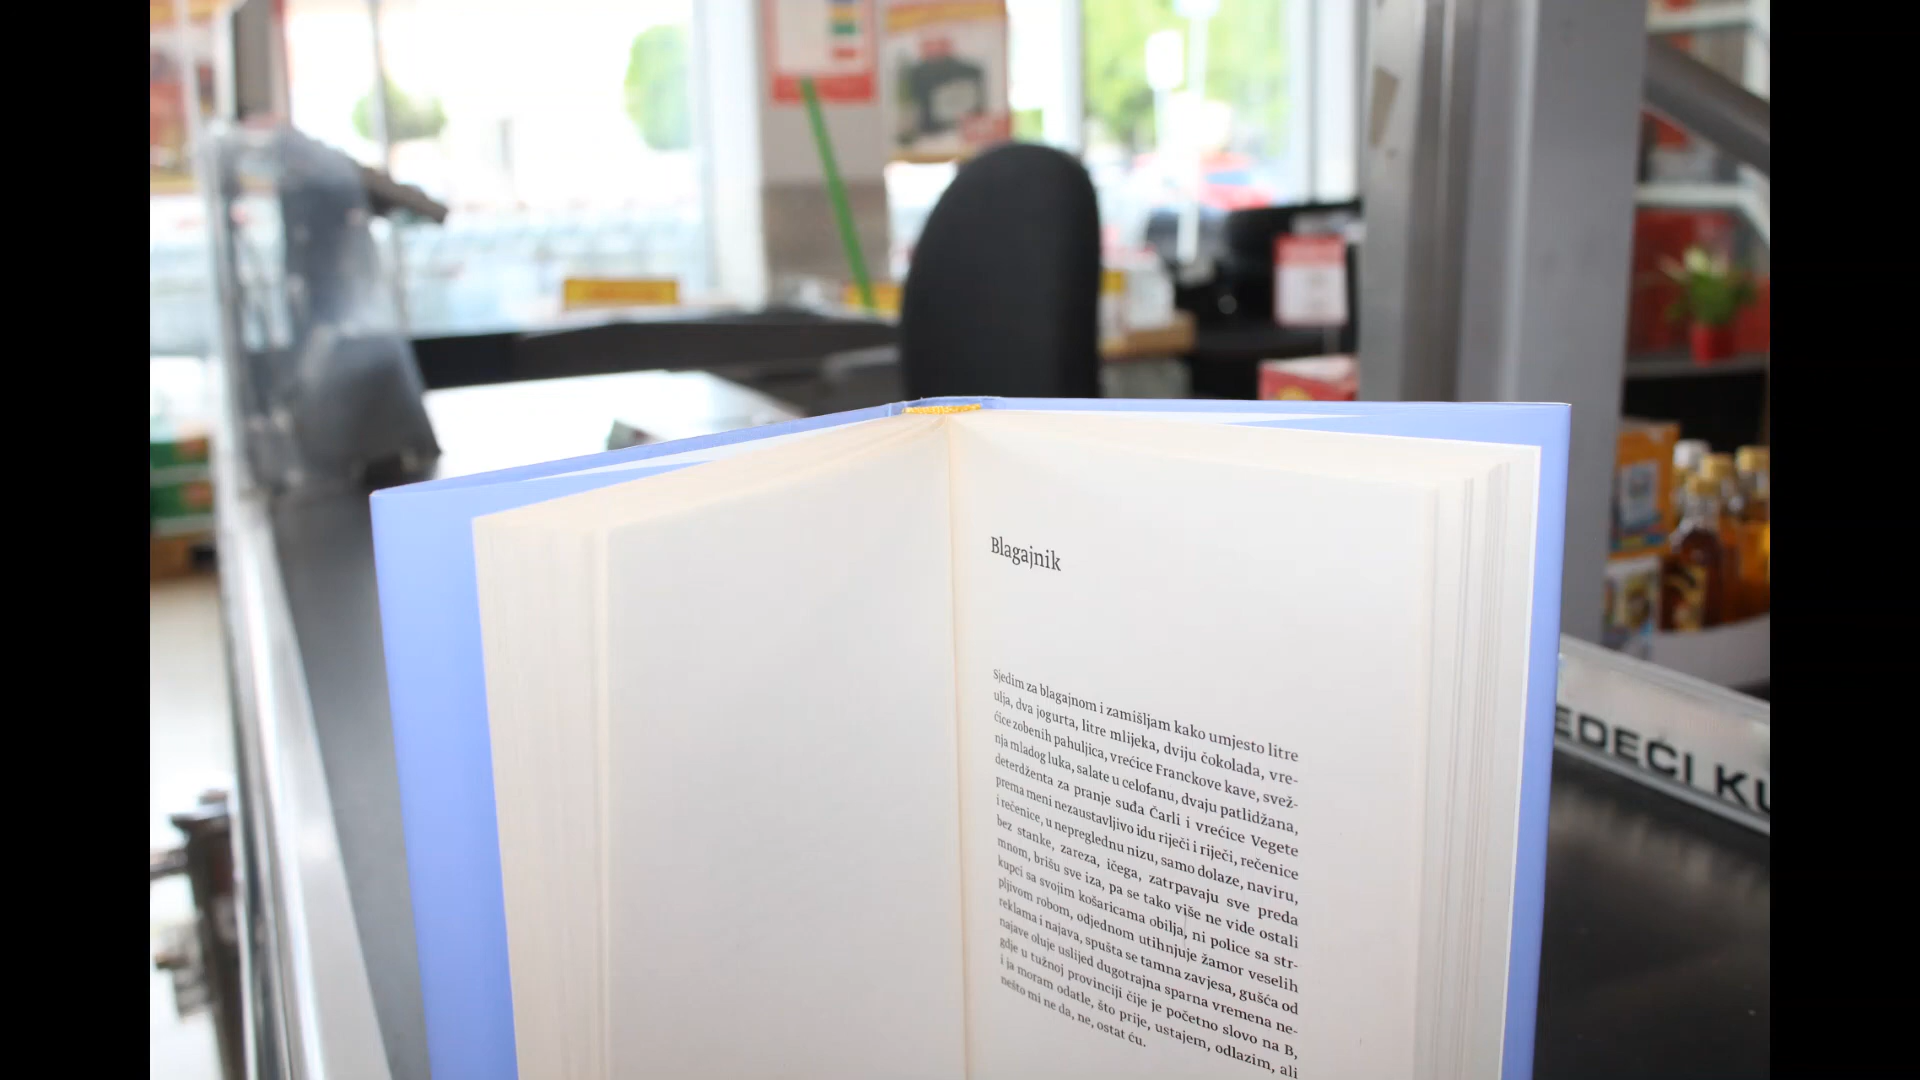 Blagajnik
Sjedim za blagajnom i zamišljam kako umjesto litre
ulja, dva jogurta, litre mlijeka, dviju čokolada, vre-
ćice zobenih pahuljica, vrećice Franckove kave, svež-
nja mladog luka, salate u celofanu, dvaju patlidžana,
deterdženta za pranje suđa Čarli i vrećice Vegete
prema meni nezaustavljivo idu riječi i riječi, rečenice
i rečenice, u nepreglednu nizu, samo dolaze, naviru,
bez stanke, zareza, ičega, zatrpavaju sve preda
mnom, brišu sve iza, pa se tako više ne vide ostali
kupci sa svojim košaricama obilja, ni police sa str-
pljivom robom, odjednom utihnjuje žamor veselih
reklama i najava, spušta se tamna zavjesa, gušća od
najave oluje uslijed dugotrajna sparna vremena ne-
gdje u tužnoj provinciji čije je početno slovo na B,
i ja moram odatle, što prije, ustajem, odlazim, ali
nešto mi ne da, ne, ostat ću.
EDEĆI KU